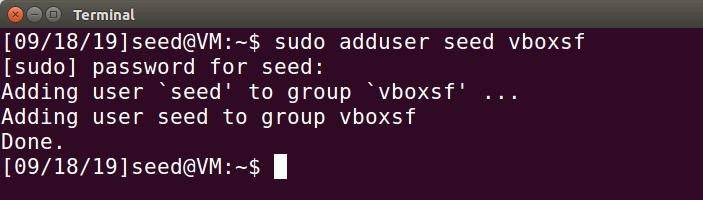 Terminal
[09/18/19]seed@VM:~$ sudo adduser seed vboxsf
[sudo] password for seed:
Adding user `seed' to group `vboxsf' ...
Adding user seed to group vboxsf
Done.
[09/18/19]seed@VM:~$